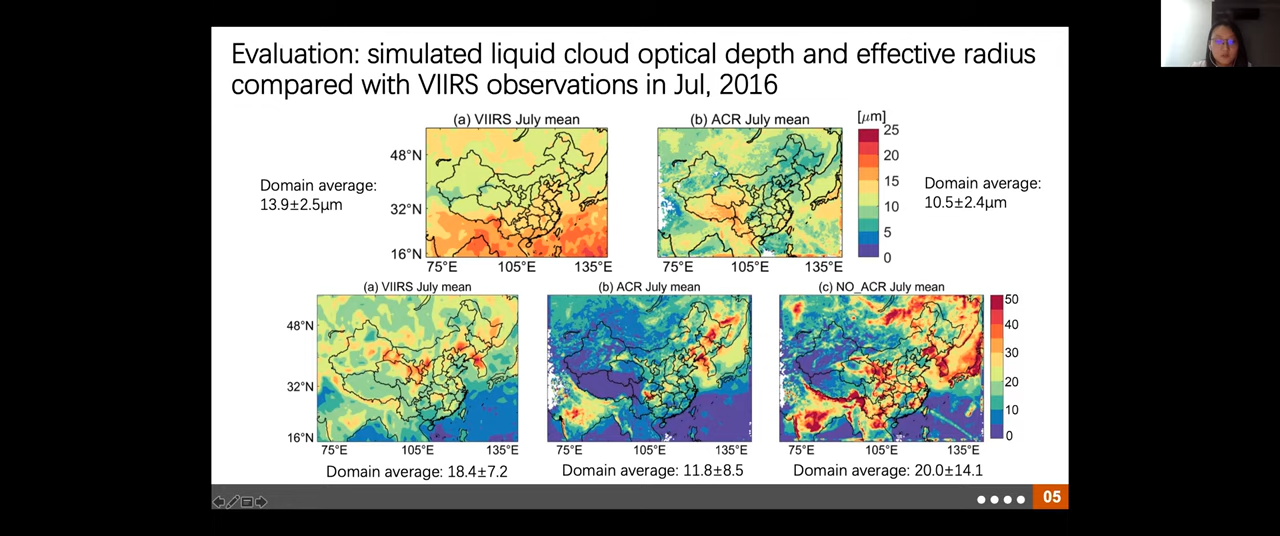 Evaluation: simulated liquid cloud optical depth and effective radius
compared with VIIRS observations in Jul, 2016
(a) VIIRS July mean
(b) ACR July mean
[μm]
25
20
15
10
5
0
48°N
32°N
16°N
75°E
105°E
135°E
75°E
105°E
135°E
Domain average:
13.9±2.5μm
Domain average:
10.5±2.4μm
(a) VIIRS July mean
(b) ACR July mean
(c) NO_ACR July mean
50
40
30
20
10
0
48°N
32°N
16°N
75°E
105°E
135°E
75°E
105°E
135°E
75°E
105°E
135°E
Domain average: 18.4±7.2
Domain average: 11.8±8.5
Domain average: 20.0±14.1
05